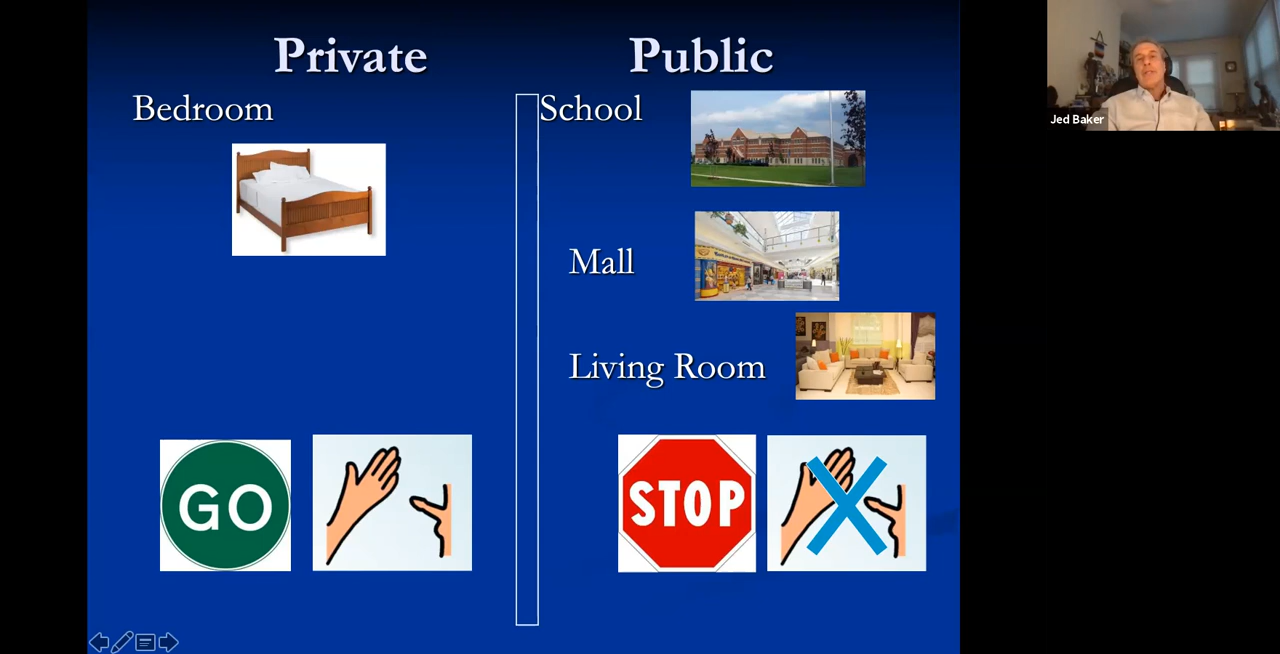 Private
Bedroom
GO
Public
School
Mall
Living Room
STOP
Jed Baker